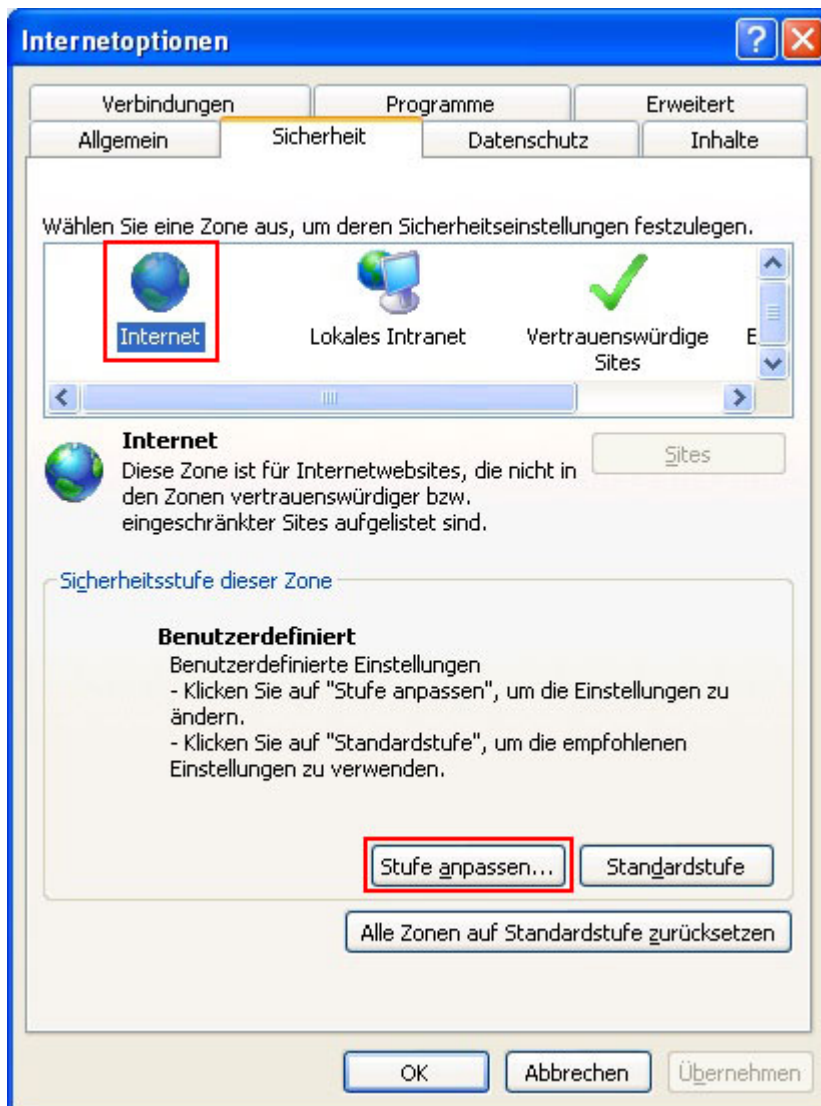 Internetoptionen
Verbindungen Programme Erweitert
Allgemein Sicherheit Datenschutz Inhalte
Wählen Sie eine Zone aus, um deren Sicherheitseinstellungen festzulegen.
Internet Lokales Intranet Vertrauenswürdige E
Sites
Internet
Sites
Diese Zone ist für Internetwebsites, die nicht in
den Zonen vertrauenswürdiger bzw.
eingeschränkter Sites aufgelistet sind.
Sicherheitsstufe dieser Zone
Benutzerdefiniert
Benutzerdefinierte Einstellungen
- Klicken Sie auf "Stufe anpassen", um die Einstellungen zu
ändern.
- Klicken Sie auf "Standardstufe", um die empfohlenen
Einstellungen zu verwenden.
Stufe anpassen... Standardstufe
Alle Zonen auf Standardstufe zurücksetzen
OK Abbrechen Übernehmen